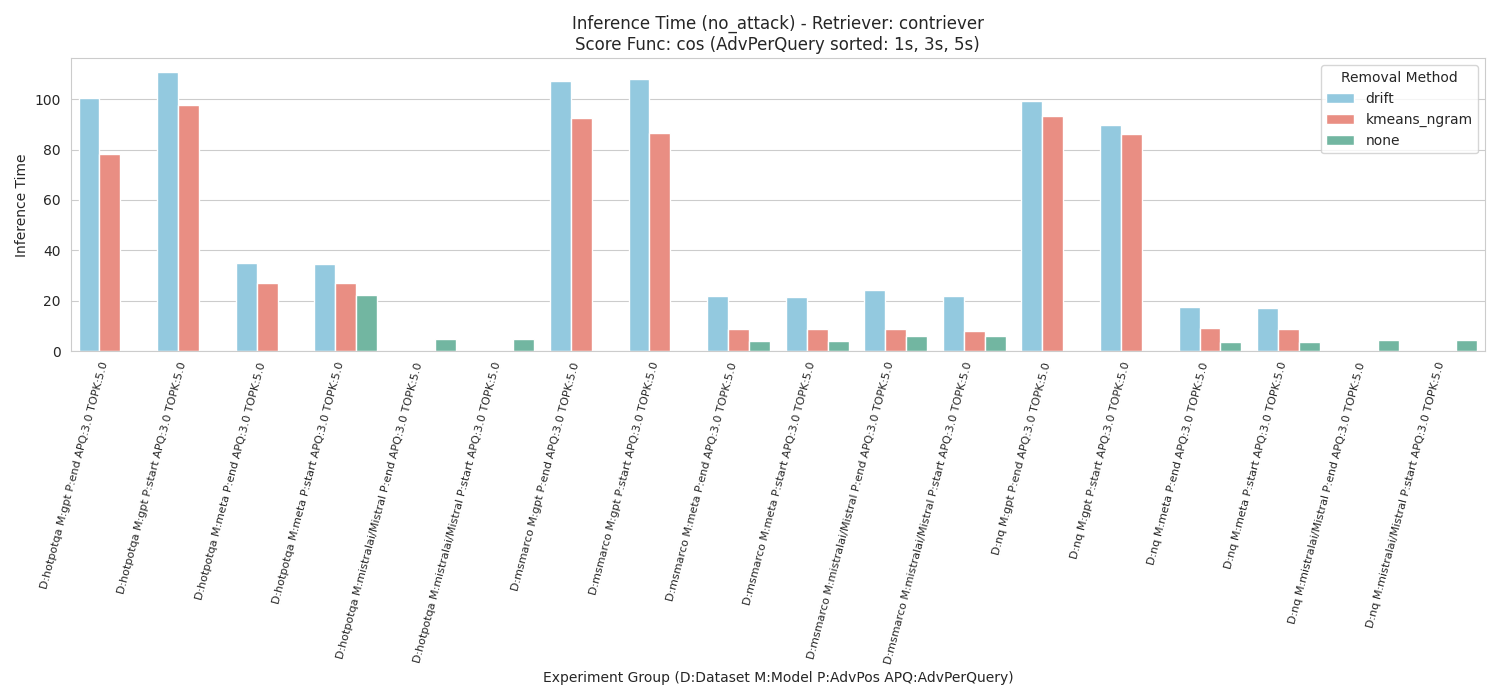 Inference Time (no_attack) - Retriever: contriever
Score Func: cos (AdvPerQuery sorted: 1s, 3s, 5s)
Inference Time
100
80
60
40
20
0
Removal Method
drift
kmeans_ngram
none
D:hotpotqa M:gpt P:end APQ:3.0 TOPK:5.0
D:hotpotqa M:gpt P:start APQ:3.0 TOPK:5.0
D:hotpotqa M:meta P:end APQ:3.0 TOPK:5.0
D:hotpotqa M:meta P:start APQ:3.0 TOPK:5.0
D:hotpotqa M:mistralai/Mistral P:end APQ:3.0 TOPK:5.0
D:hotpotqa M:mistralai/Mistral P:start APQ:3.0 TOPK:5.0
D:msmarco M:gpt P:end APQ:3.0 TOPK:5.0
D:msmarco M:gpt P:start APQ:3.0 TOPK:5.0
D:msmarco M:meta P:end APQ:3.0 TOPK:5.0
D:msmarco M:meta P:start APQ:3.0 TOPK:5.0
D:msmarco M:mistralai/Mistral P:end APQ:3.0 TOPK:5.0
D:msmarco M:mistralai/Mistral P:start APQ:3.0 TOPK:5.0
D:nq M:gpt P:end APQ:3.0 TOPK:5.0
D:nq M:gpt P:start APQ:3.0 TOPK:5.0
D:nq M:meta P:end APQ:3.0 TOPK:5.0
D:nq M:meta P:start APQ:3.0 TOPK:5.0
D:nq M:mistralai/Mistral P:end APQ:3.0 TOPK:5.0
D:nq M:mistralai/Mistral P:start APQ:3.0 TOPK:5.0
Experiment Group (D:Dataset M:Model P:AdvPos APQ:AdvPerQuery)